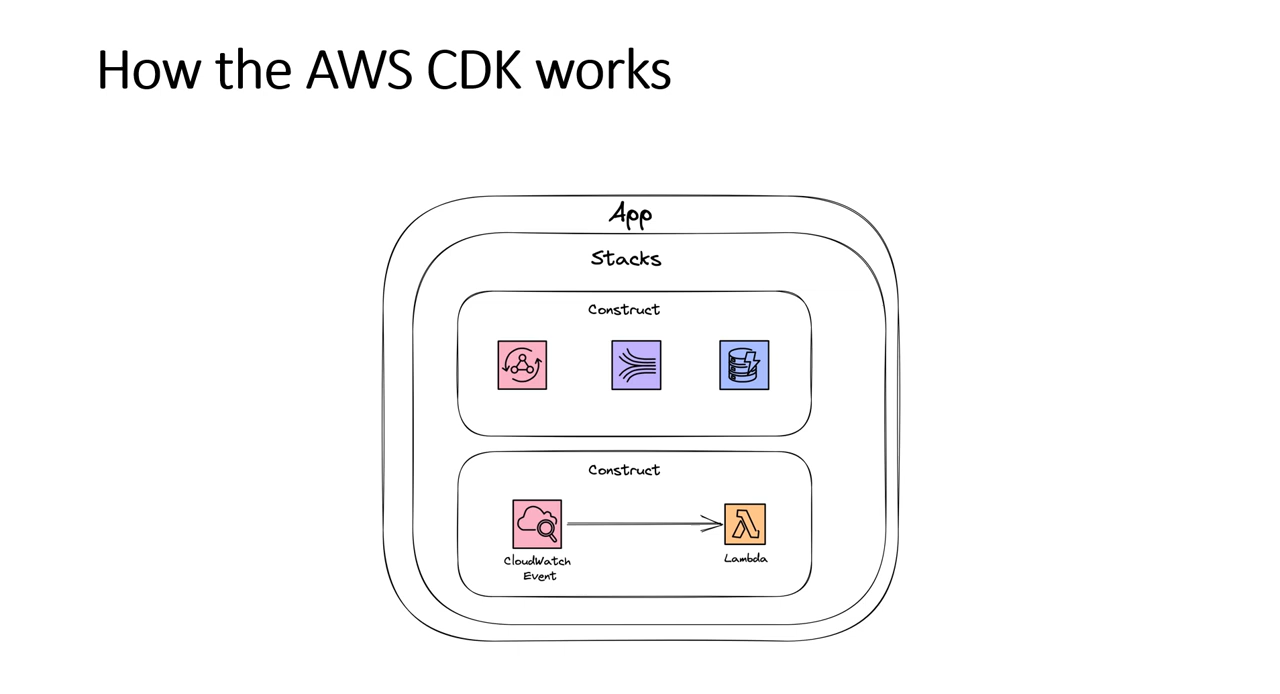 How the AWS CDK works
App
Stacks
Construct
Construct
CloudWatch
Event
Lambda